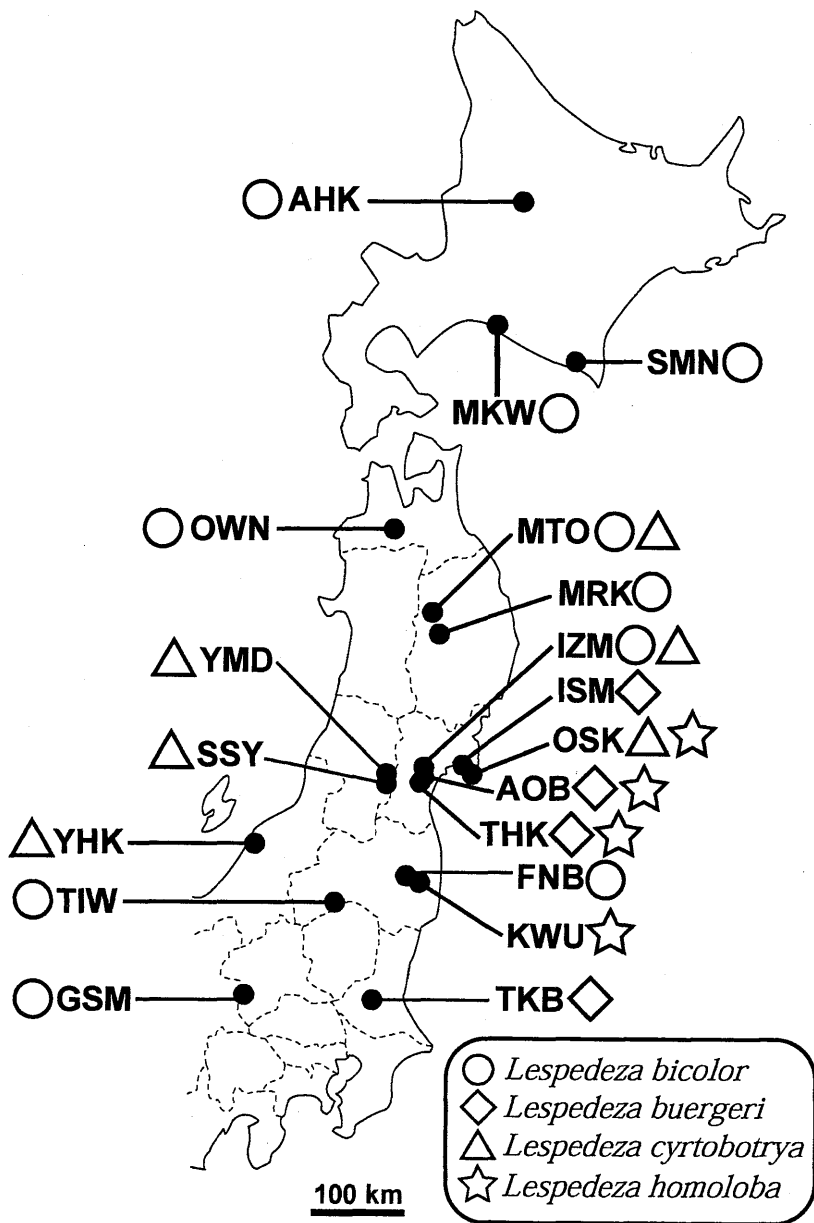 AHK
SMN
MKW
OWN
MTO
MRK
IZM
YMD
ISM
OSK
SSY
AOB
THK
YHK
FNB
TIW
KWU
GSM
TKB
Lespedeza bicolor
Lespedeza buergeri
Lespedeza cyrtobotrya
Lespedeza homoloba
100 km